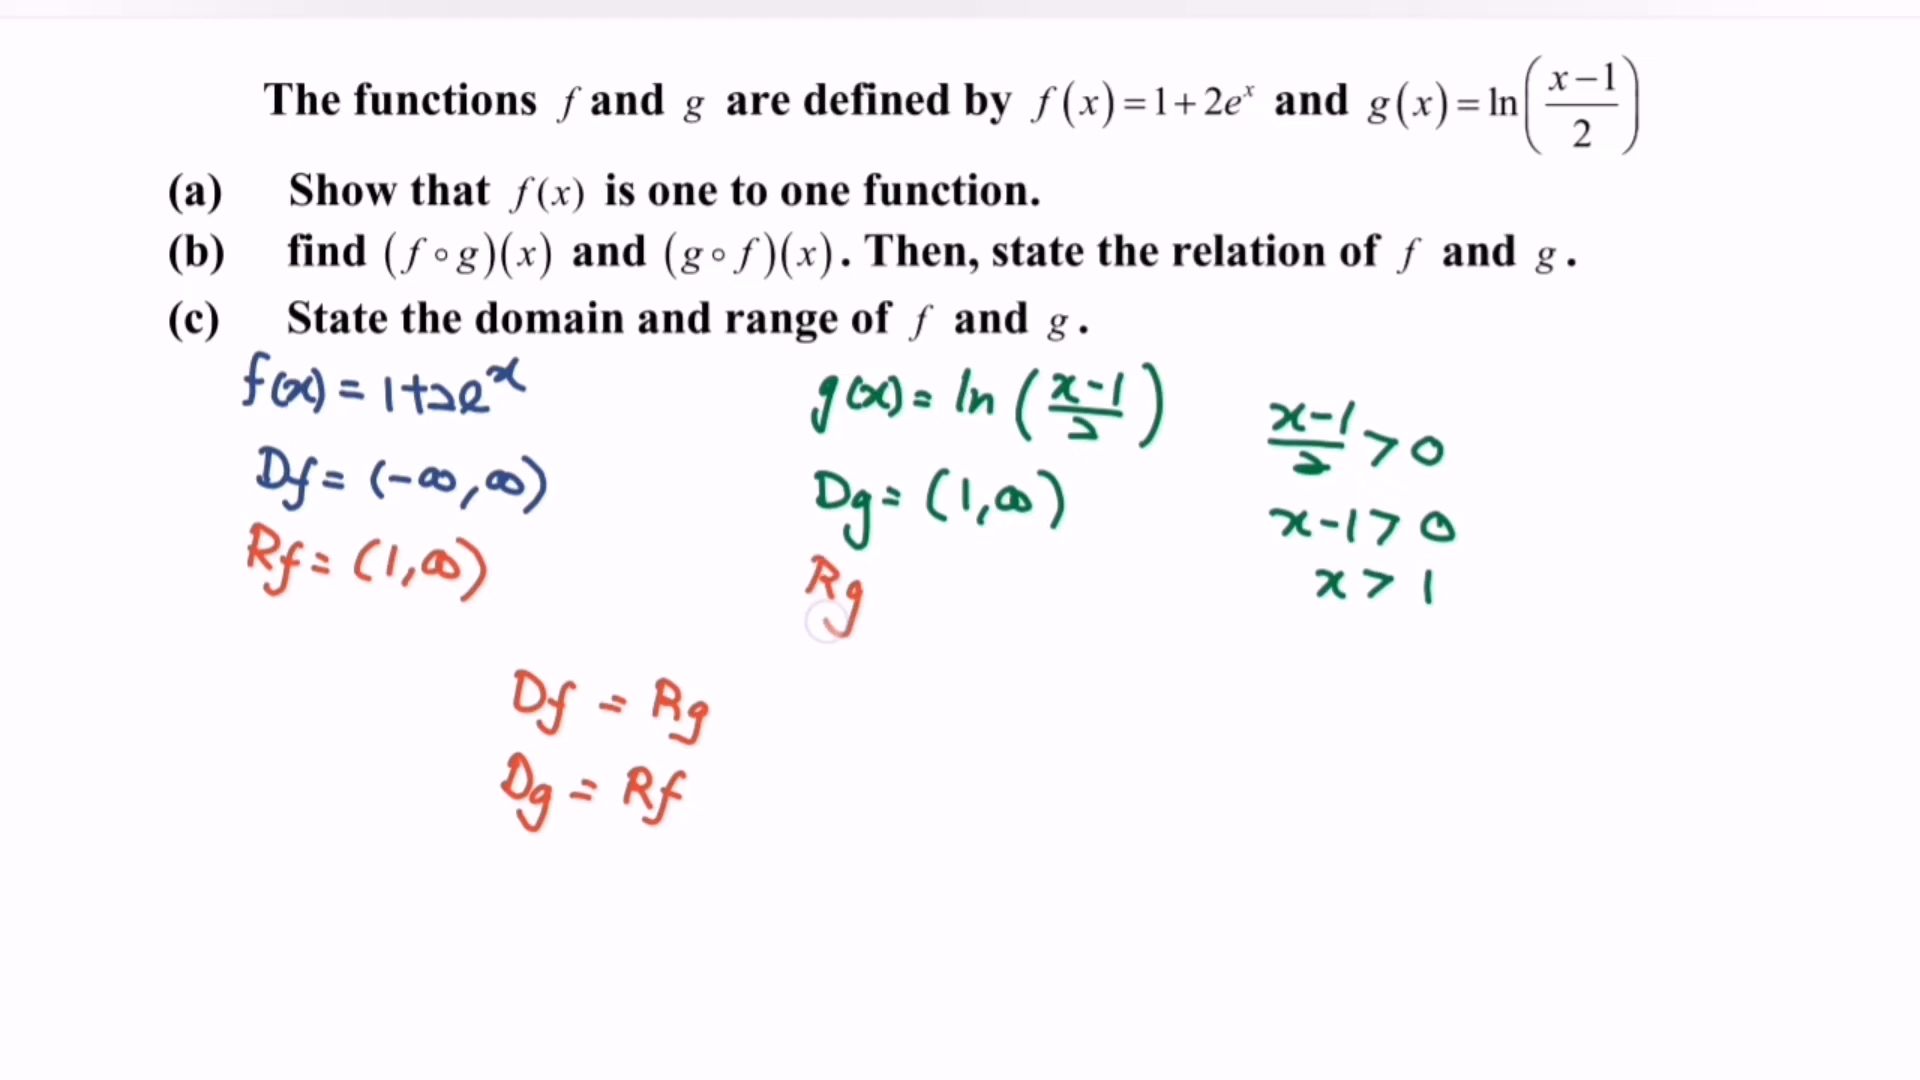 The functions f and g are defined by f(x)=1+2eˣ and g(x)=ln((x−1)/2)
(a) Show that f(x) is one to one function.
(b) find (f∘g)(x) and (g∘f)(x). Then, state the relation of f and g.
(c) State the domain and range of f and g.
f(x) = 1+2eˣ
Df = (-∞,∞)
Rf = (1,∞)
g(x) = ln((x-1)/2)
Dg = (1,∞)
Rg
(x-1)/2 > 0
x-1 > 0
x > 1
Df = Rg
Dg = Rf